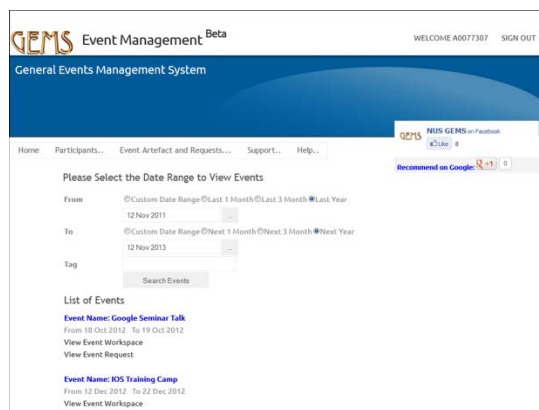 GEMS Event Management Beta
WELCOME A0077307 SIGN OUT
General Events Management System
GEMS NUS GEMS on Facebook
Like 8
Home Participants.. Event Artefact and Requests... Support.. Help..
Recommend on Google: +1 0
Please Select the Date Range to View Events
From Custom Date Range Last 1 Month Last 3 Month Last Year
12 Nov 2011 ...
To Custom Date Range Next 1 Month Next 3 Month Next Year
12 Nov 2013 ...
Tag
Search Events
List of Events
Event Name: Google Seminar Talk
From 18 Oct 2012 To 19 Oct 2012
View Event Workspace
View Event Request
Event Name: IOS Training Camp
From 12 Dec 2012 To 22 Dec 2012
View Event Workspace